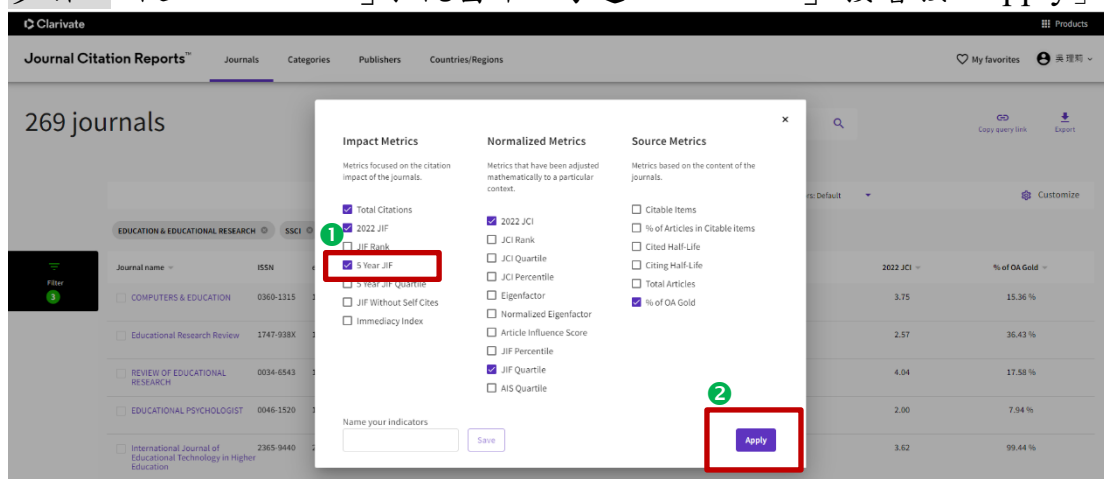 Clarivate
Products
Journal Citation Reports™
Journals
Categories
Publishers
Countries/Regions
My favorites
吳理莉
269 journals
Copy query link
Export
rs: Default
Customize
EDUCATION & EDUCATIONAL RESEARCH
SSCI
Filter
3
Journal name
ISSN
2022 JCI
% of OA Gold
COMPUTERS & EDUCATION
0360-1315
3.75
15.36 %
Educational Research Review
1747-938X
2.57
36.43 %
REVIEW OF EDUCATIONAL
RESEARCH
0034-6543
4.04
17.58 %
EDUCATIONAL PSYCHOLOGIST
0046-1520
2.00
7.94 %
International Journal of
Educational Technology in Higher
Education
2365-9440
3.62
99.44 %
Impact Metrics
Metrics focused on the citation
impact of the journals.
Total Citations
2022 JIF
JIF Rank
5 Year JIF
5 Year JIF Quartile
JIF Without Self Cites
Immediacy Index
Normalized Metrics
Metrics that have been adjusted
mathematically to a particular
context.
2022 JCI
JCI Rank
JCI Quartile
JCI Percentile
Eigenfactor
Normalized Eigenfactor
Article Influence Score
JIF Percentile
JIF Quartile
AIS Quartile
Source Metrics
Metrics based on the content of the
journals.
Citable Items
% of Articles in Citable items
Cited Half-Life
Citing Half-Life
Total Articles
% of OA Gold
Name your indicators
Save
Apply
1
2